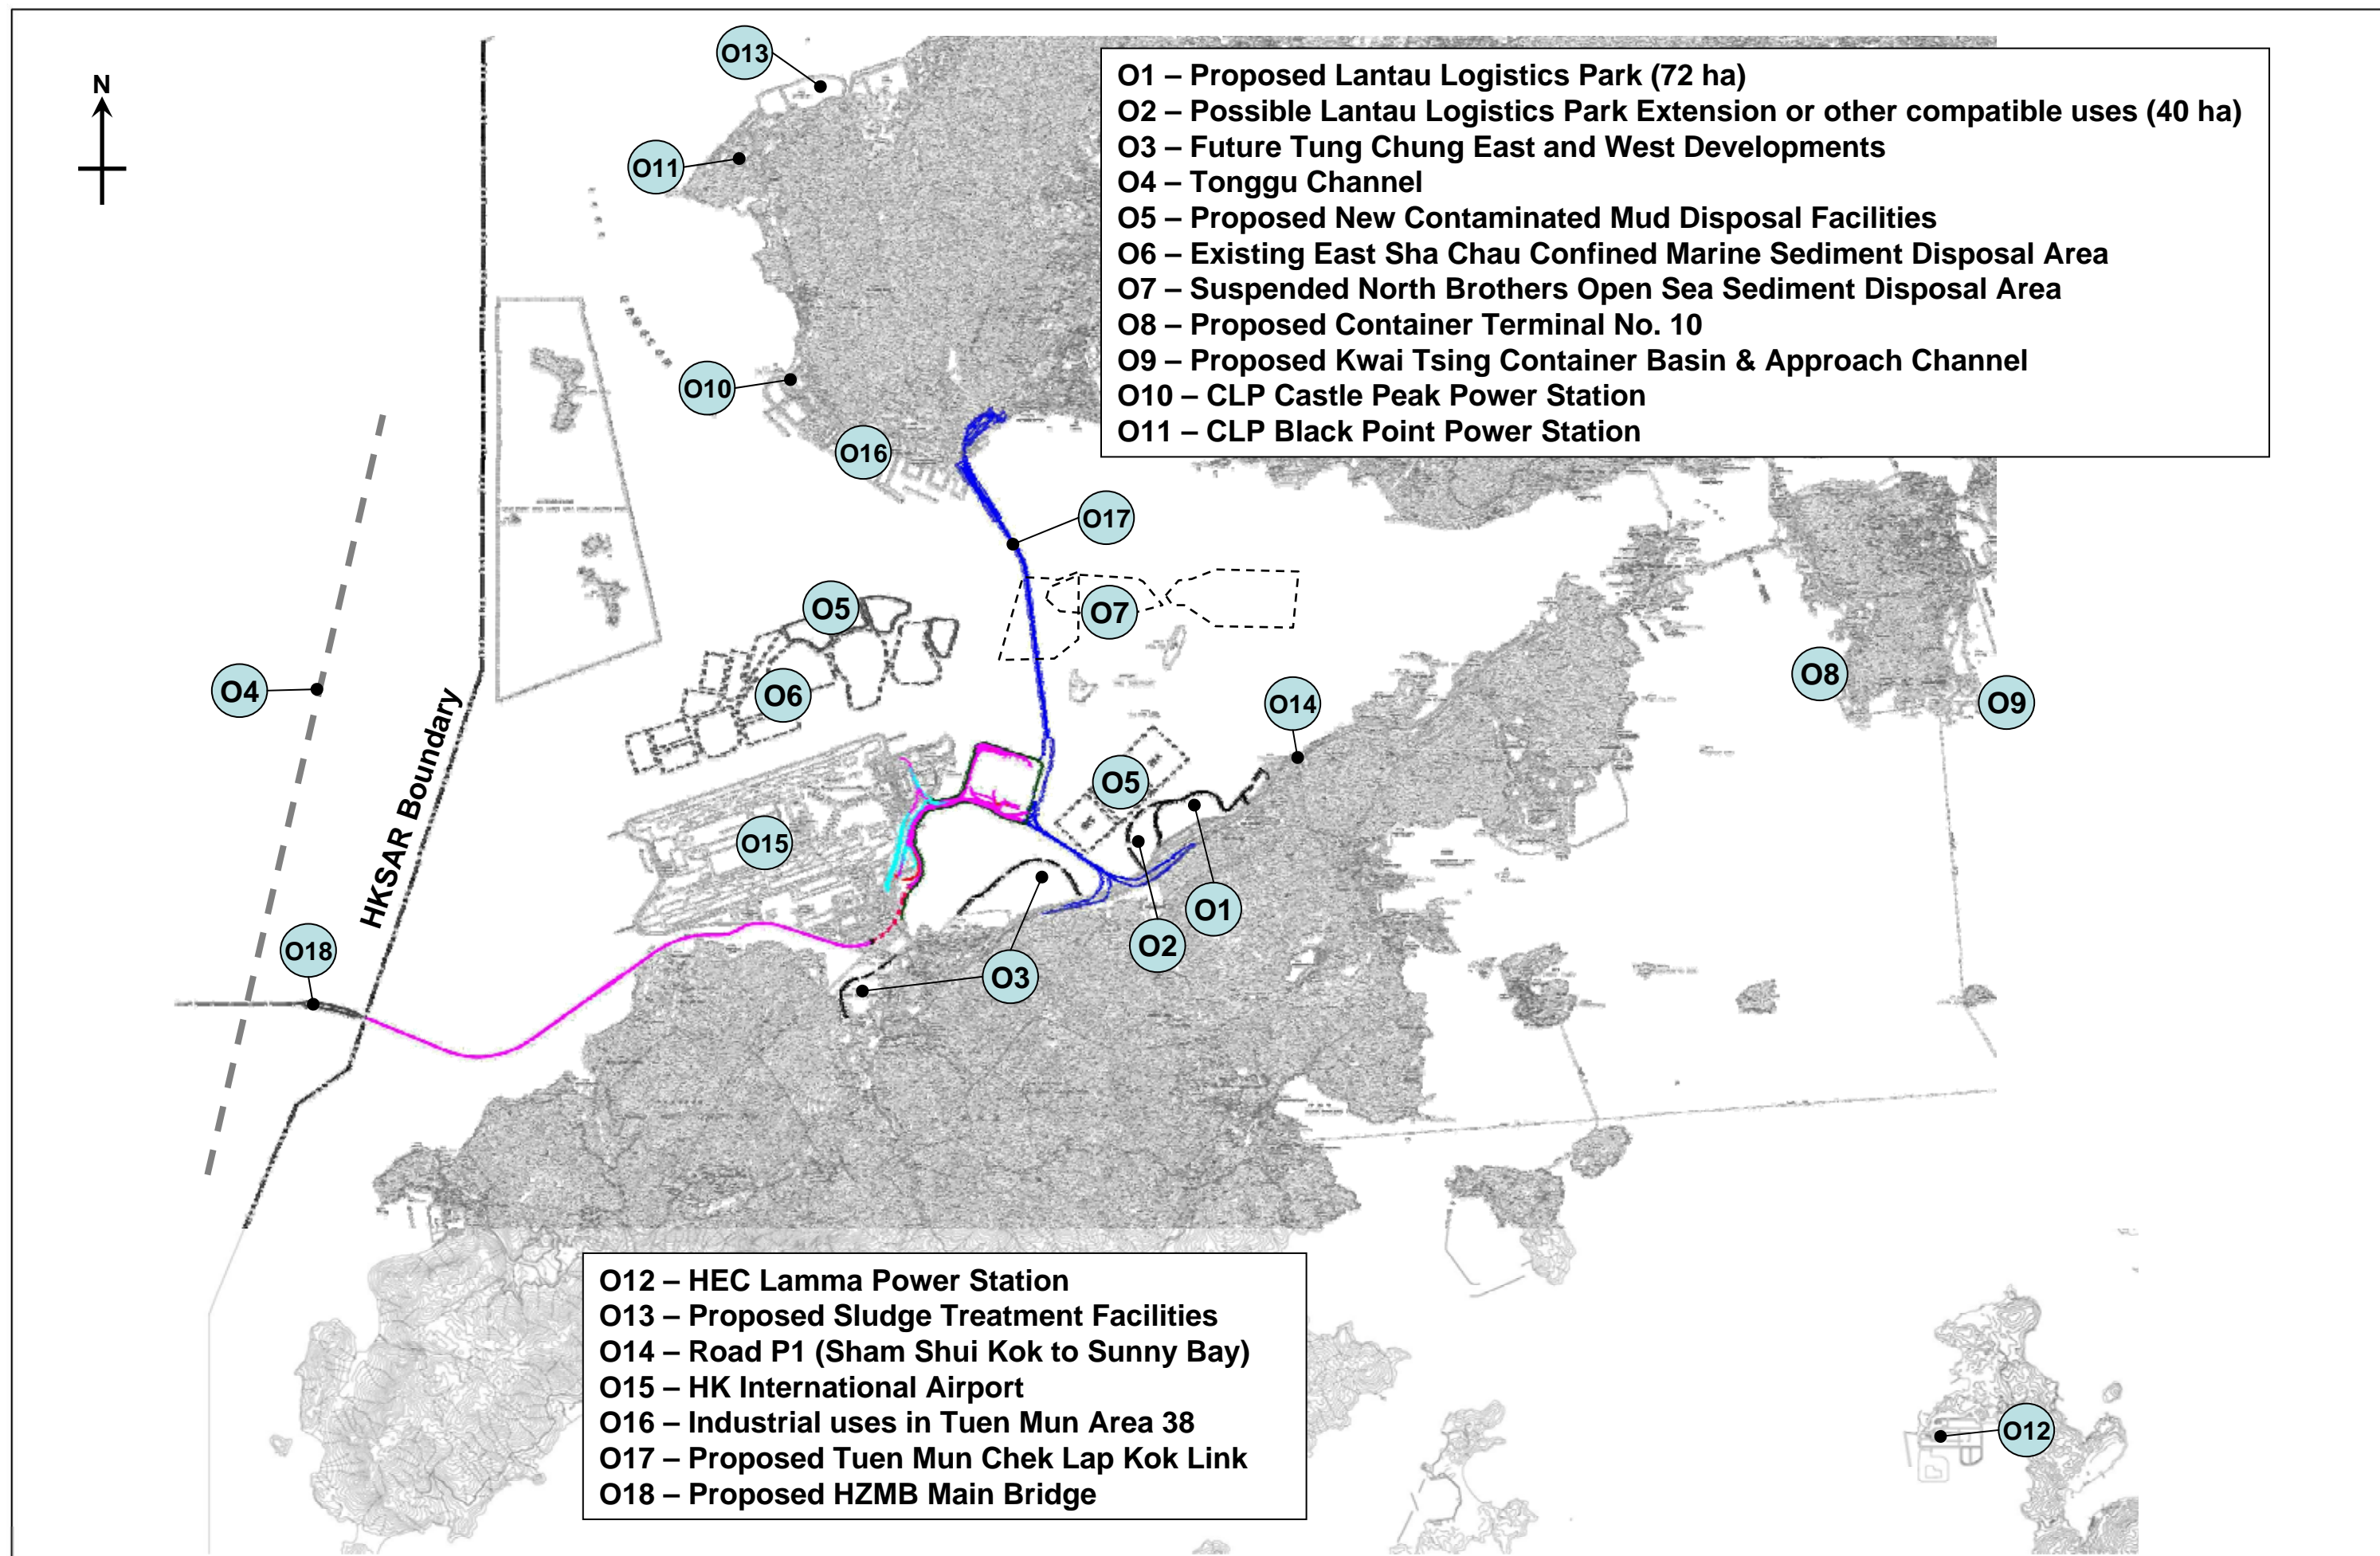 O13
N
O1 – Proposed Lantau Logistics Park (72 ha)
O2 – Possible Lantau Logistics Park Extension or other compatible uses (40 ha)
O3 – Future Tung Chung East and West Developments
O4 – Tonggu Channel
O5 – Proposed New Contaminated Mud Disposal Facilities
O6 – Existing East Sha Chau Confined Marine Sediment Disposal Area
O7 – Suspended North Brothers Open Sea Sediment Disposal Area
O8 – Proposed Container Terminal No. 10
O9 – Proposed Kwai Tsing Container Basin & Approach Channel
O10 – CLP Castle Peak Power Station
O11 – CLP Black Point Power Station
O11
O10
O16
O17
O5
O7
O4
O6
O8
O9
O14
HKSAR Boundary
O5
O15
O1
O2
O18
O3
O12 – HEC Lamma Power Station
O13 – Proposed Sludge Treatment Facilities
O14 – Road P1 (Sham Shui Kok to Sunny Bay)
O15 – HK International Airport
O16 – Industrial uses in Tuen Mun Area 38
O17 – Proposed Tuen Mun Chek Lap Kok Link
O18 – Proposed HZMB Main Bridge
O12